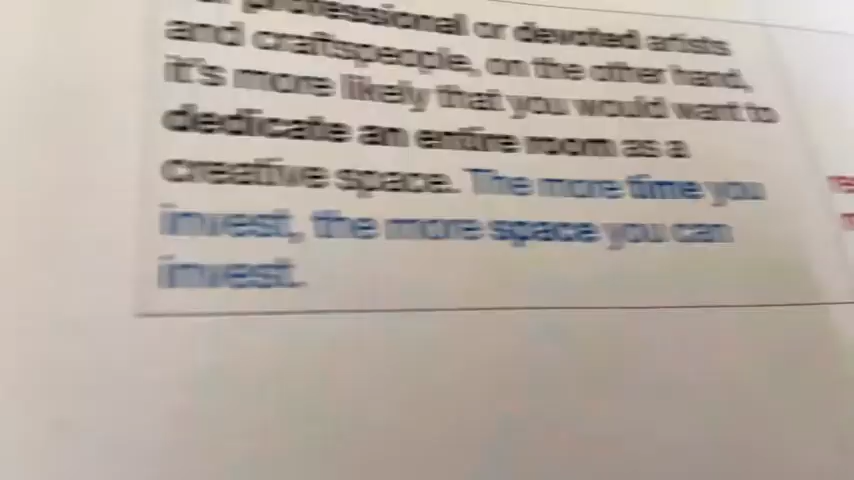 professional or devoted artists
and craftspeople, on the other hand,
it's more likely that you would want to
dedicate an entire room as a
creative space. The more time you
invest, the more space you can
invest.